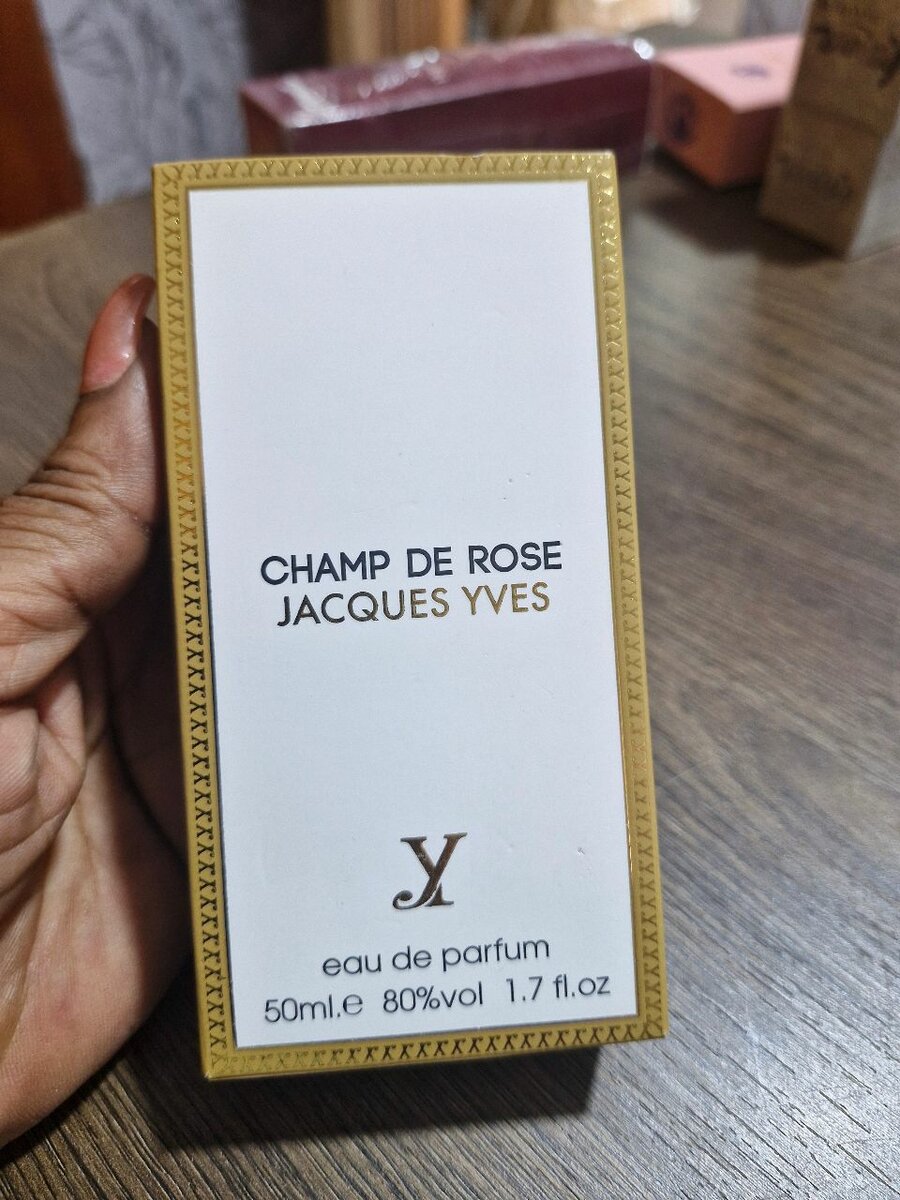 CHAMP DE ROSE
JACQUES YVES
JY
eau de parfum
50ml.e 80%vol 1.7 fl.oz